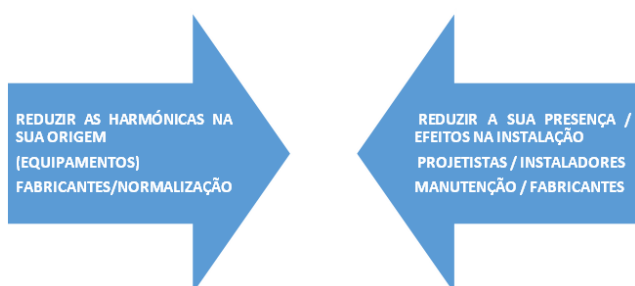 REDUZIR AS HARMÓNICAS NA
SUA ORIGEM
(EQUIPAMENTOS)
FABRICANTES/NORMALIZAÇÃO
REDUZIR A SUA PRESENÇA /
EFEITOS NA INSTALAÇÃO
PROJETISTAS / INSTALADORES
MANUTENÇÃO / FABRICANTES